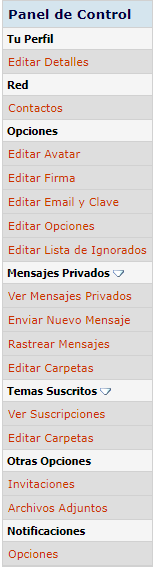 Panel de Control
Tu Perfil
Editar Detalles
Red
Contactos
Opciones
Editar Avatar
Editar Firma
Editar Email y Clave
Editar Opciones
Editar Lista de Ignorados
Mensajes Privados
Ver Mensajes Privados
Enviar Nuevo Mensaje
Rastrear Mensajes
Editar Carpetas
Temas Suscritos
Ver Suscripciones
Editar Carpetas
Otras Opciones
Invitaciones
Archivos Adjuntos
Notificaciones
Opciones